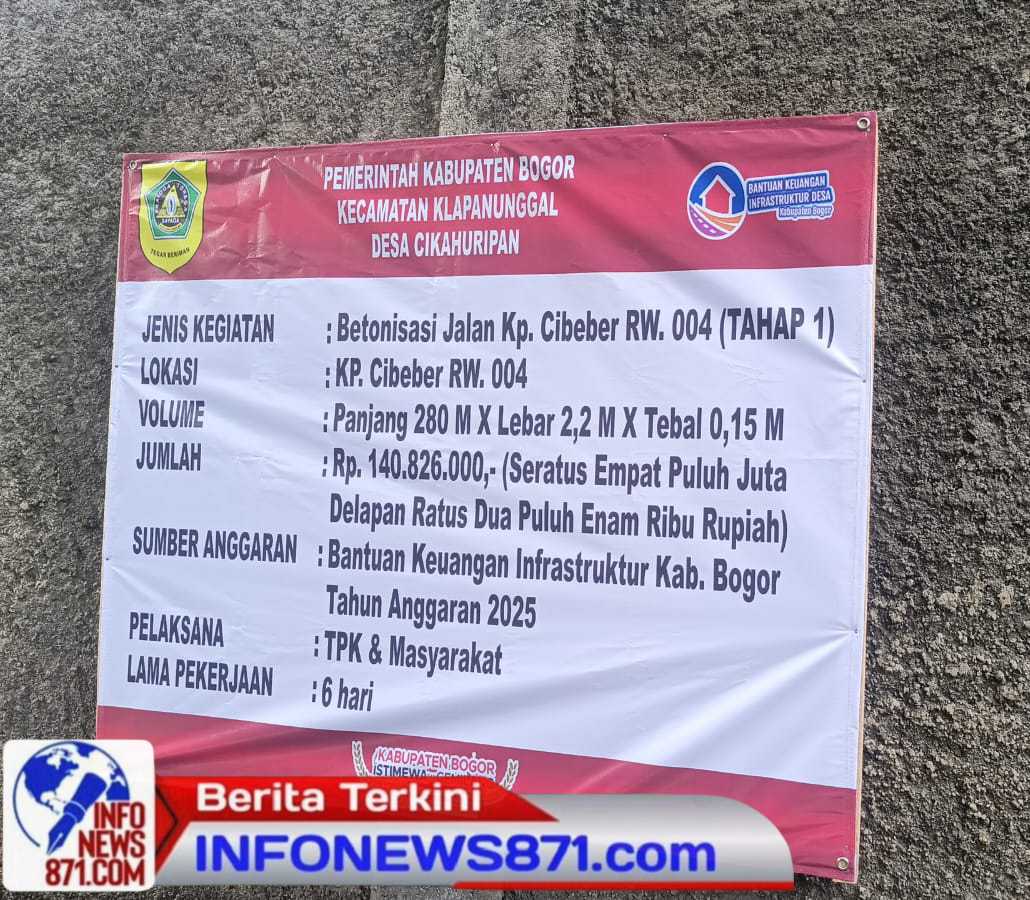 PEMERINTAH KABUPATEN BOGOR
KECAMATAN KLAPANUNGGAL
DESA CIKAHURIPAN
TEGAR BERIMAN
BANTUAN KEUANGAN
INFRASTRUKTUR DESA
Kabupaten Bogor
JENIS KEGIATAN : Betonisasi Jalan Kp. Cibeber RW. 004 (TAHAP 1)
LOKASI : KP. Cibeber RW. 004
VOLUME : Panjang 280 M X Lebar 2,2 M X Tebal 0,15 M
JUMLAH : Rp. 140.826.000,- (Seratus Empat Puluh Juta
Delapan Ratus Dua Puluh Enam Ribu Rupiah)
SUMBER ANGGARAN : Bantuan Keuangan Infrastruktur Kab. Bogor
Tahun Anggaran 2025
PELAKSANA : TPK & Masyarakat
LAMA PEKERJAAN : 6 hari
KABUPATEN BOGOR
INFO
NEWS
871.COM
Berita Terkini
INFONEWS871.com